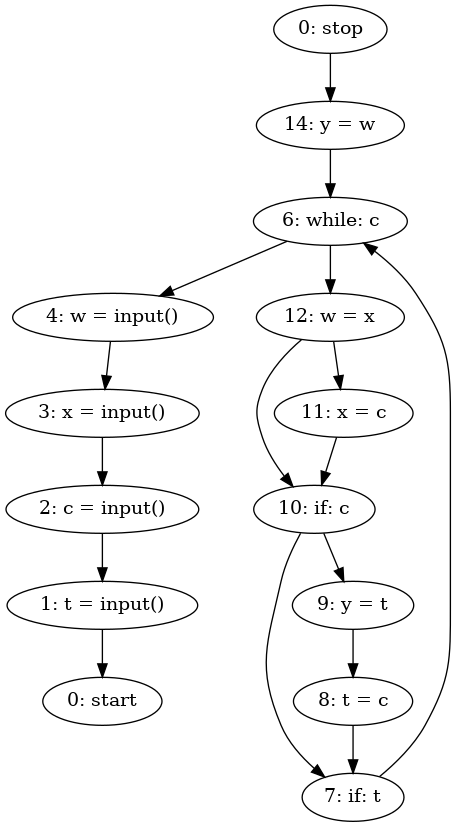 0: stop
14: y = w
6: while: c
4: w = input()
12: w = x
3: x = input()
11: x = c
2: c = input()
10: if: c
1: t = input()
9: y = t
0: start
8: t = c
7: if: t